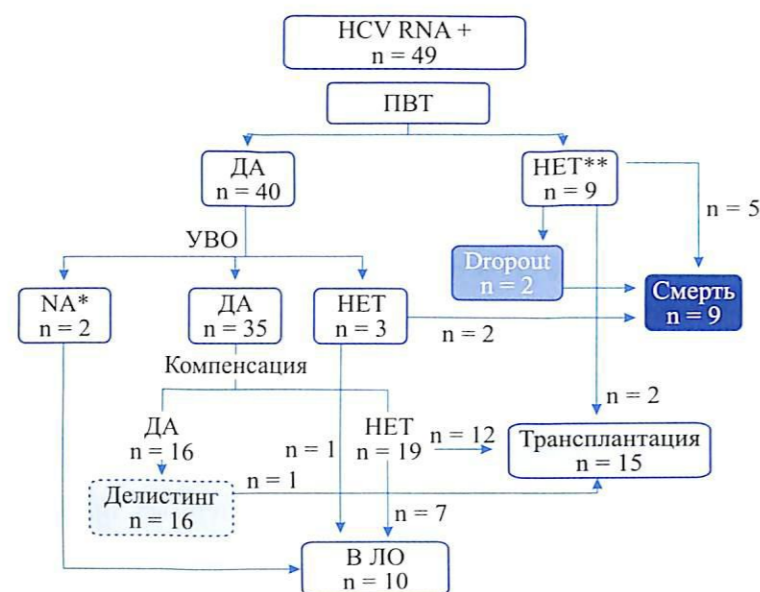 HCV RNA +
n = 49
ПВТ
ДА
n = 40
НЕТ**
n = 9
n = 5
УВО
Dropout
n = 2
Смерть
n = 9
NA*
n = 2
ДА
n = 35
НЕТ
n = 3
n = 2
Компенсация
n = 2
ДА
n = 16
n = 1
НЕТ
n = 19
n = 12
Трансплантация
n = 15
Делистинг
n = 16
n = 1
n = 7
В ЛО
n = 10